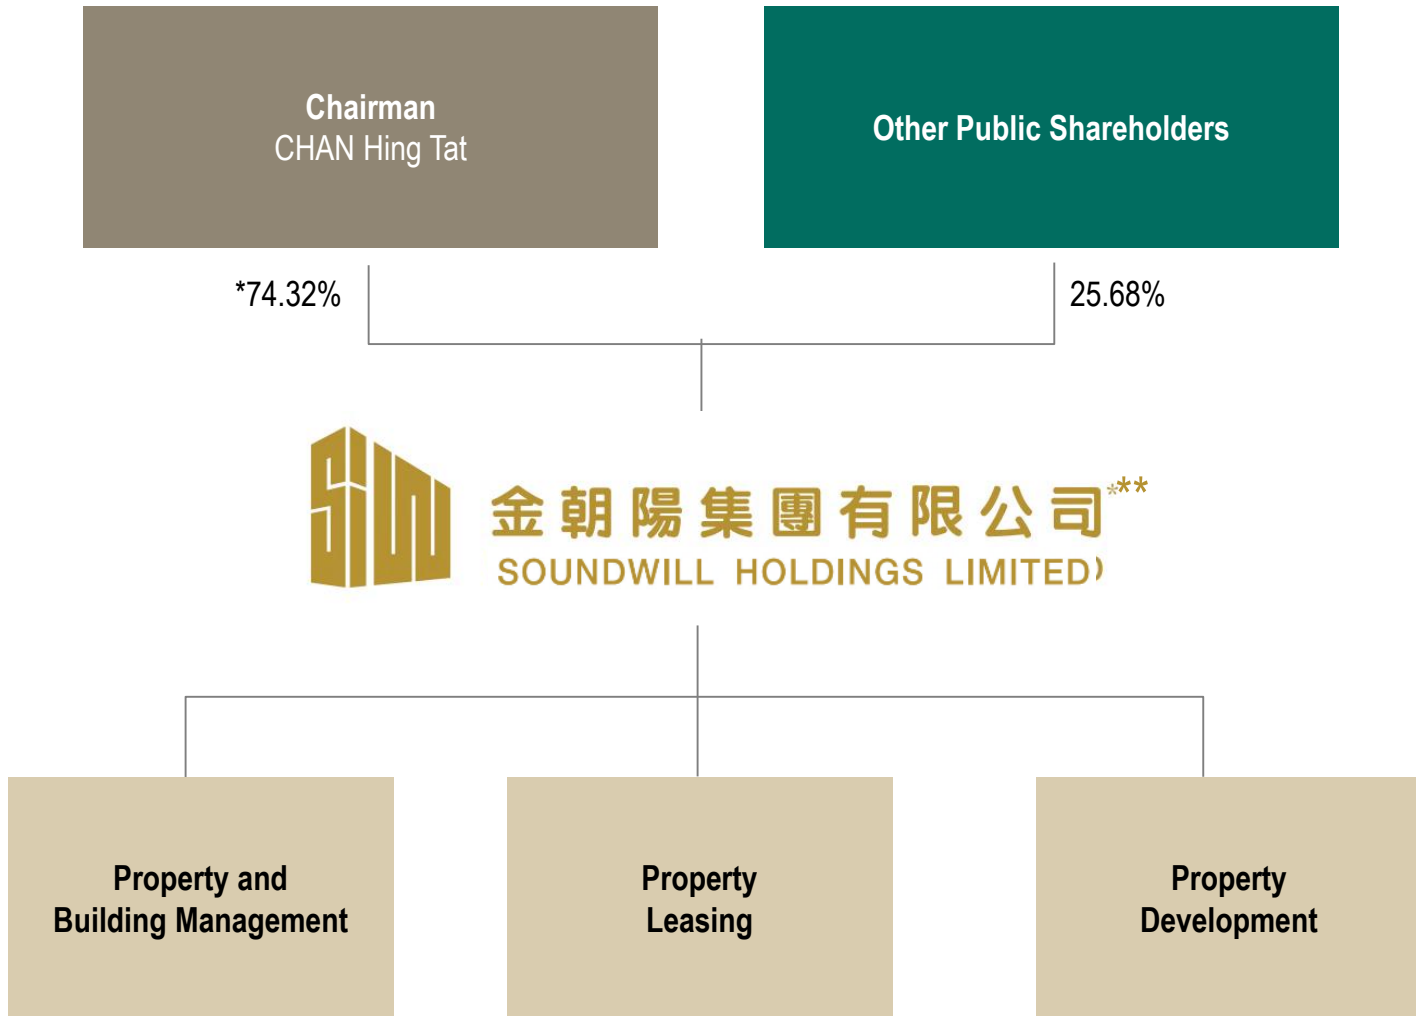 Chairman
CHAN Hing Tat
Other Public Shareholders
*74.32%
25.68%
金朝陽集團有限公司***
SOUNDWILL HOLDINGS LIMITED)
Property and
Building Management
Property
Leasing
Property
Development